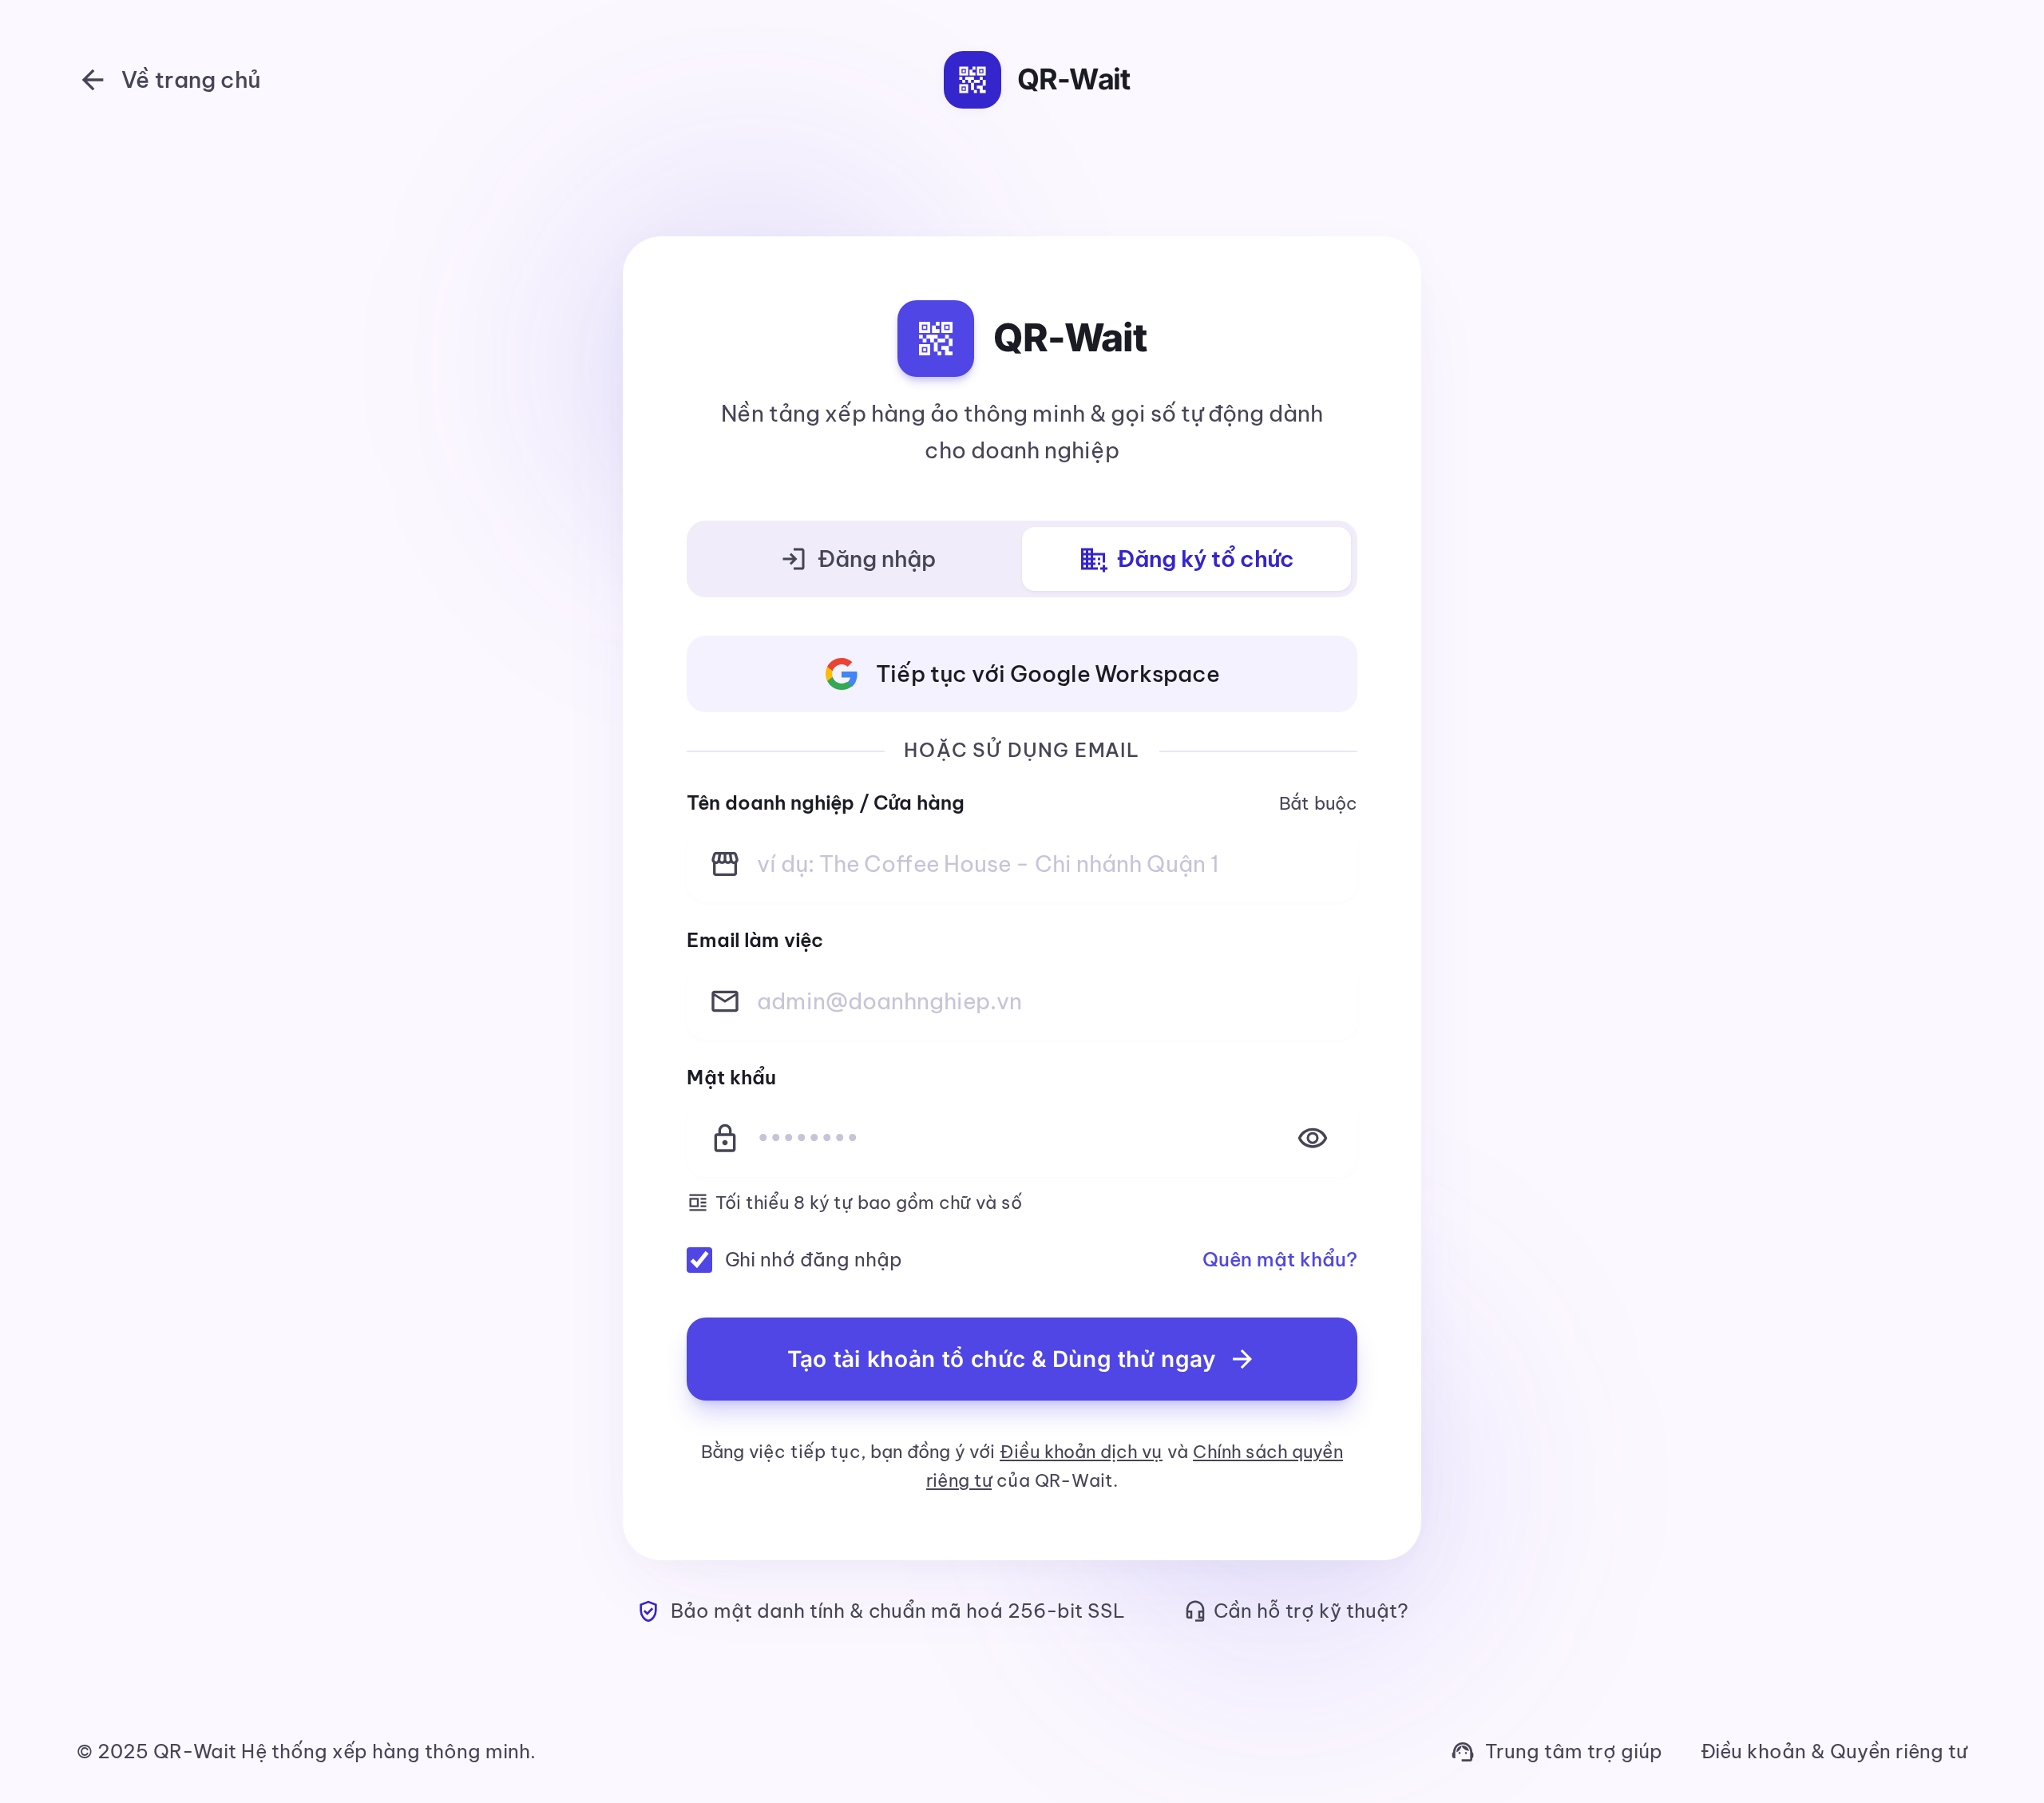 Về trang chủ
QR-Wait
QR-Wait
Nền tảng xếp hàng ảo thông minh & gọi số tự động dành
cho doanh nghiệp
Đăng nhập
Đăng ký tổ chức
Tiếp tục với Google Workspace
HOẶC SỬ DỤNG EMAIL
Tên doanh nghiệp / Cửa hàng
Bắt buộc
ví dụ: The Coffee House - Chi nhánh Quận 1
Email làm việc
admin@doanhnghiep.vn
Mật khẩu
••••••••
Tối thiểu 8 ký tự bao gồm chữ và số
Ghi nhớ đăng nhập
Quên mật khẩu?
Tạo tài khoản tổ chức & Dùng thử ngay
Bằng việc tiếp tục, bạn đồng ý với Điều khoản dịch vụ và Chính sách quyền
riêng tư của QR-Wait.
Bảo mật danh tính & chuẩn mã hoá 256-bit SSL
Cần hỗ trợ kỹ thuật?
© 2025 QR-Wait Hệ thống xếp hàng thông minh.
Trung tâm trợ giúp
Điều khoản & Quyền riêng tư